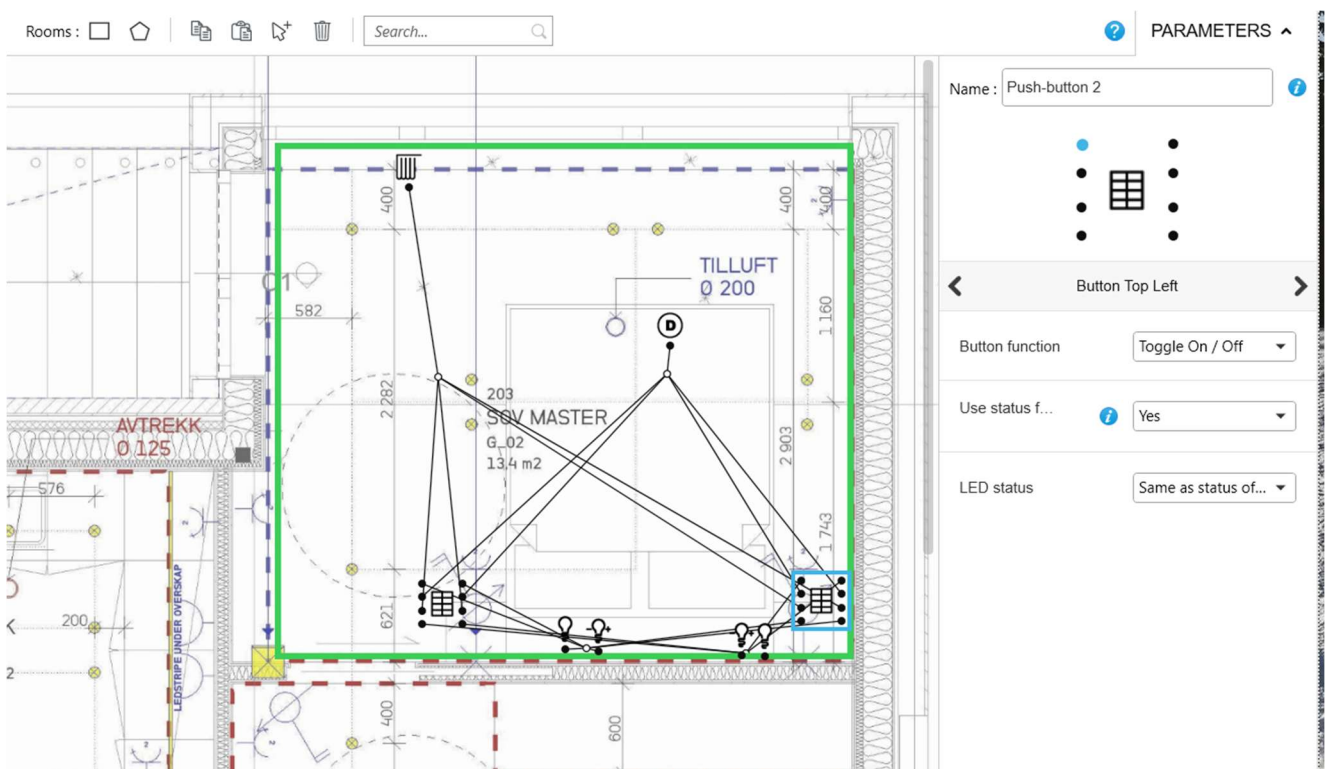 Rooms :
Search...
?
PARAMETERS
Name :
Push-button 2
i
Button Top Left
Button function
Toggle On / Off
Use status f...
i
Yes
LED status
Same as status of...
400
400
400
TILLUFT
Ø 200
01
582
1 160
D
2 282
203
SOV MASTER
G_02
13,4 m2
AVTREKK
Ø 125
2 903
576
1 743
621
LEDSTRIPE UNDER OVERSKAP
200
K
2
400
600